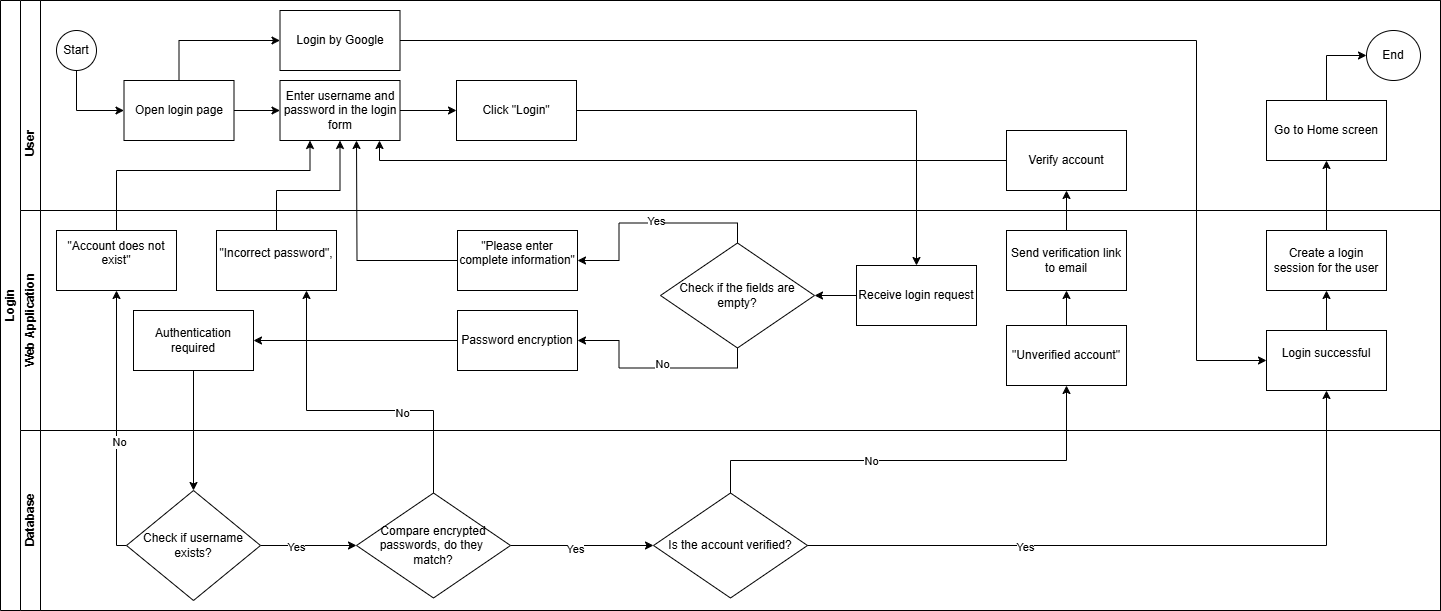 Login
User
Start
Login by Google
Open login page
Enter username and
password in the login
form
Click "Login"
Verify account
Go to Home screen
End
Web Application
"Account does not
exist"
"Incorrect password",
"Please enter
complete information"
Yes
Check if the fields are
empty?
Receive login request
Send verification link
to email
Create a login
session for the user
Authentication
required
Password encryption
No
"Unverified account"
Login successful
No
No
No
Database
Check if username
exists?
Yes
Compare encrypted
passwords, do they
match?
Yes
Is the account verified?
Yes